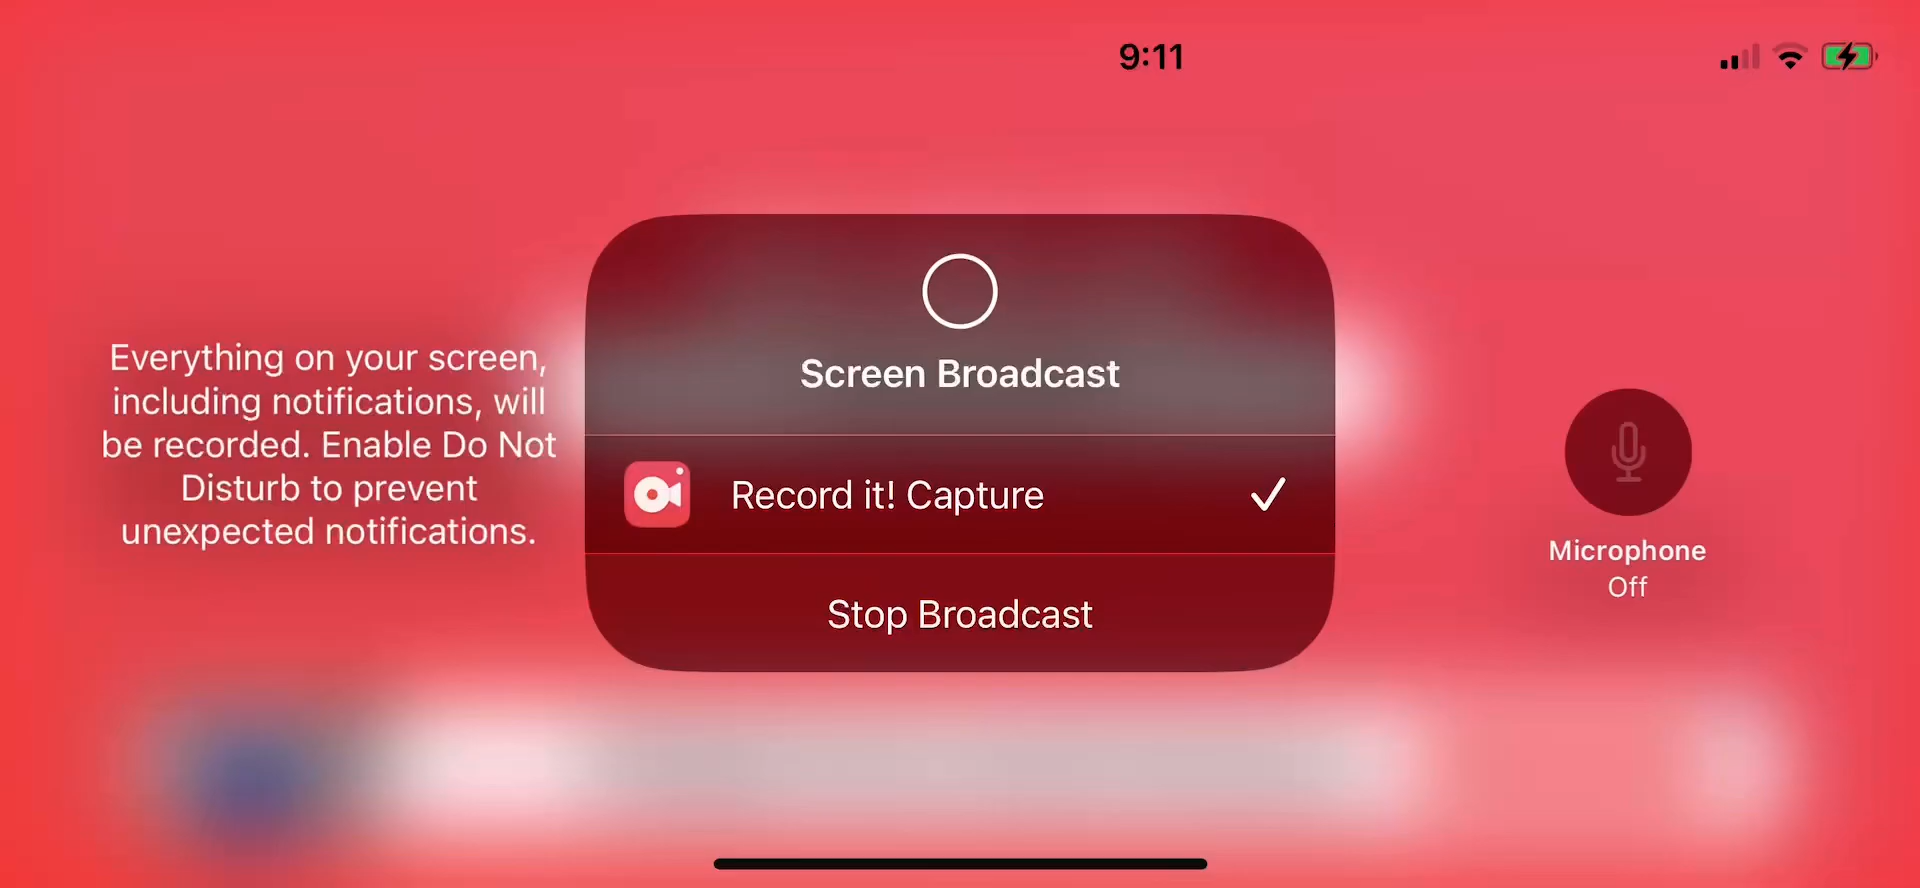 9:11
Everything on your screen,
including notifications, will
be recorded. Enable Do Not
Disturb to prevent
unexpected notifications.
Screen Broadcast
Record it! Capture
Stop Broadcast
Microphone
Off